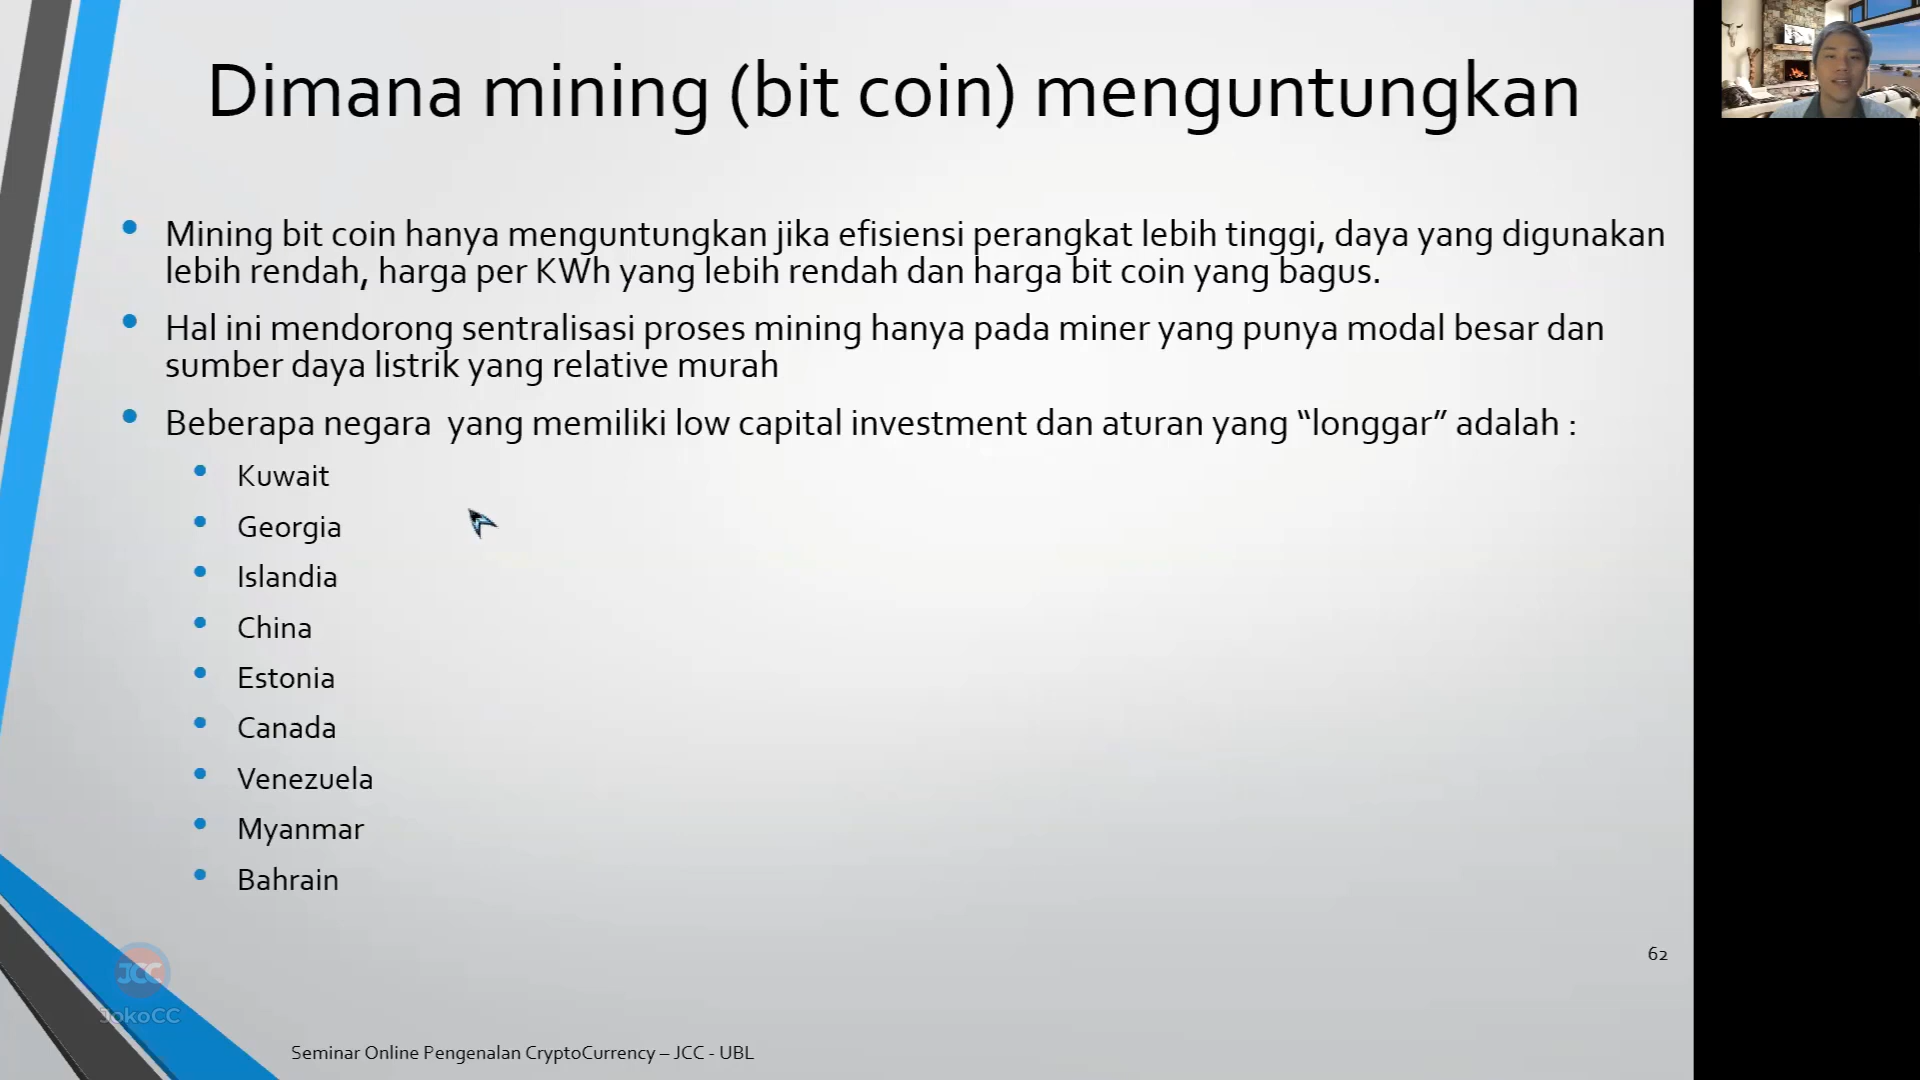 Dimana mining (bit coin) menguntungkan
Mining bit coin hanya menguntungkan jika efisiensi perangkat lebih tinggi, daya yang digunakan
lebih rendah, harga per KWh yang lebih rendah dan harga bit coin yang bagus.
Hal ini mendorong sentralisasi proses mining hanya pada miner yang punya modal besar dan
sumber daya listrik yang relative murah
Beberapa negara  yang memiliki low capital investment dan aturan yang “longgar” adalah :
Kuwait
Georgia
Islandia
China
Estonia
Canada
Venezuela
Myanmar
Bahrain
62
JCC
JokoCC
Seminar Online Pengenalan CryptoCurrency – JCC - UBL